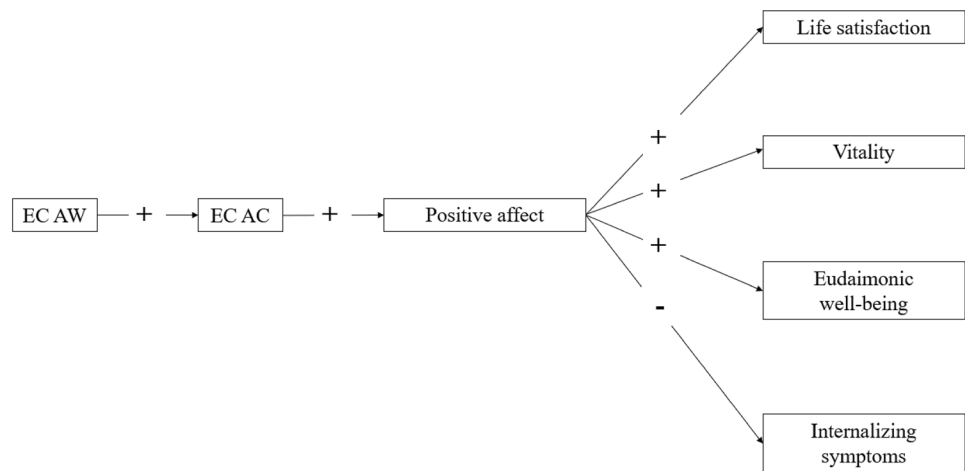 Life satisfaction
+
Vitality
+
EC AW
+
EC AC
+
Positive affect
+
Eudaimonic
well-being
-
Internalizing
symptoms